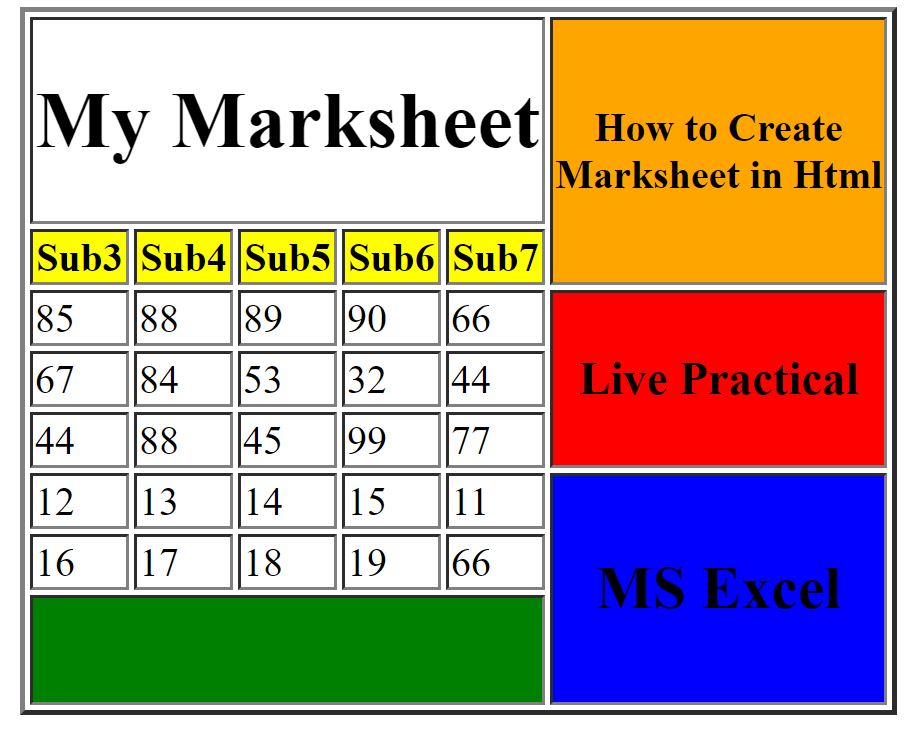 My Marksheet
How to Create
Marksheet in Html
Sub3 Sub4 Sub5 Sub6 Sub7
85 88 89 90 66
67 84 53 32 44
Live Practical
44 88 45 99 77
12 13 14 15 11
16 17 18 19 66
MS Excel